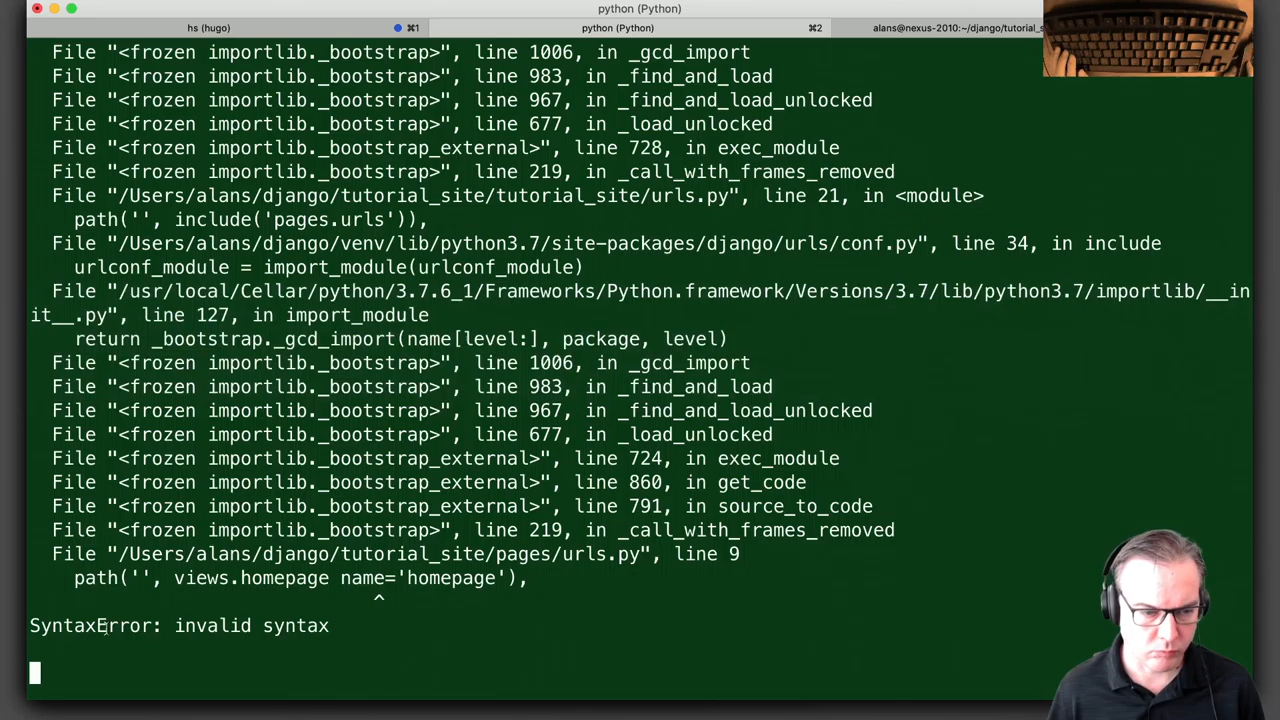 python (Python)
hs (hugo) ⌘1 python (Python) ⌘2 alans@nexus-2010:~/django/tutorial_s
File "<frozen importlib._bootstrap>", line 1006, in _gcd_import
File "<frozen importlib._bootstrap>", line 983, in _find_and_load
File "<frozen importlib._bootstrap>", line 967, in _find_and_load_unlocked
File "<frozen importlib._bootstrap>", line 677, in _load_unlocked
File "<frozen importlib._bootstrap_external>", line 728, in exec_module
File "<frozen importlib._bootstrap>", line 219, in _call_with_frames_removed
File "/Users/alans/django/tutorial_site/tutorial_site/urls.py", line 21, in <module>
path('', include('pages.urls')),
File "/Users/alans/django/venv/lib/python3.7/site-packages/django/urls/conf.py", line 34, in include
urlconf_module = import_module(urlconf_module)
File "/usr/local/Cellar/python/3.7.6_1/Frameworks/Python.framework/Versions/3.7/lib/python3.7/importlib/__in
it__.py", line 127, in import_module
return _bootstrap._gcd_import(name[level:], package, level)
File "<frozen importlib._bootstrap>", line 1006, in _gcd_import
File "<frozen importlib._bootstrap>", line 983, in _find_and_load
File "<frozen importlib._bootstrap>", line 967, in _find_and_load_unlocked
File "<frozen importlib._bootstrap>", line 677, in _load_unlocked
File "<frozen importlib._bootstrap_external>", line 724, in exec_module
File "<frozen importlib._bootstrap_external>", line 860, in get_code
File "<frozen importlib._bootstrap_external>", line 791, in source_to_code
File "<frozen importlib._bootstrap>", line 219, in _call_with_frames_removed
File "/Users/alans/django/tutorial_site/pages/urls.py", line 9
path('', views.homepage name='homepage'),
^
SyntaxError: invalid syntax